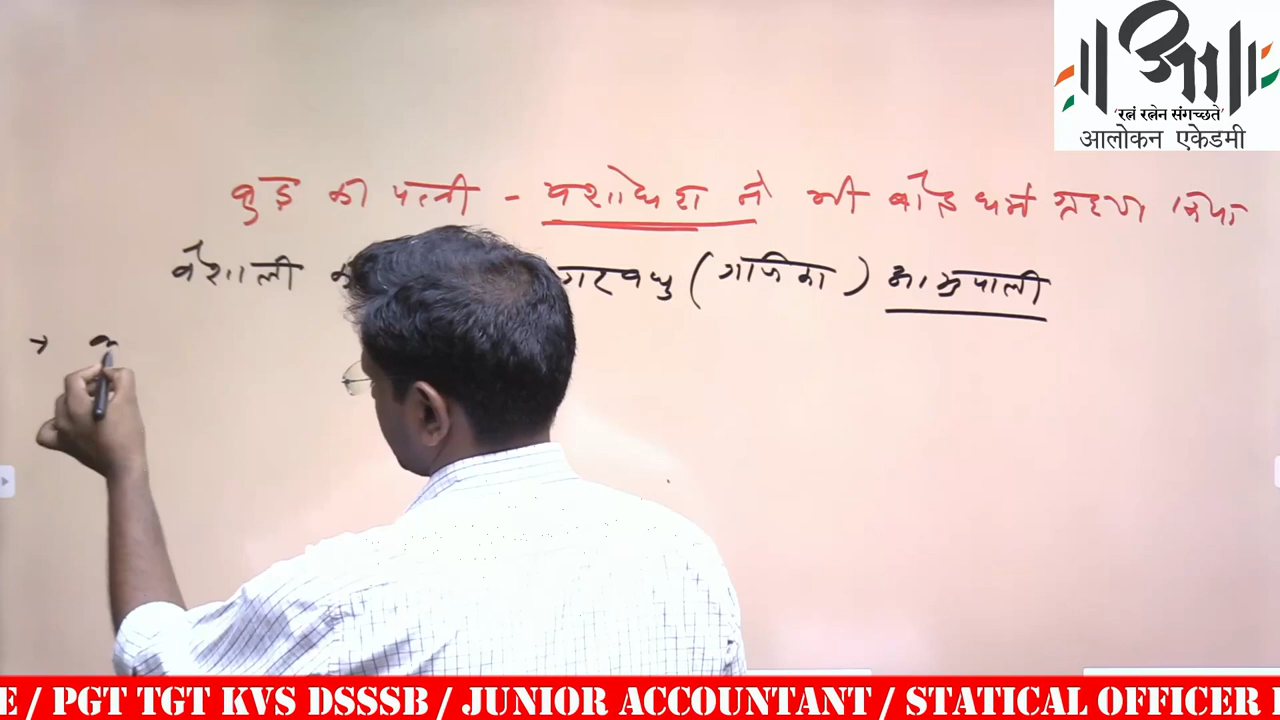 'रत्नं रत्नेन संगच्छते'
आलोकन एकेडमी
बुद्ध की पत्नी - यशोधरा ने भी बौद्ध धर्म ग्रहण किया
वैशाली गरवधु (गणिका) आम्रपाली
→
E / PGT TGT KVS DSSSB / JUNIOR ACCOUNTANT / STATICAL OFFICER